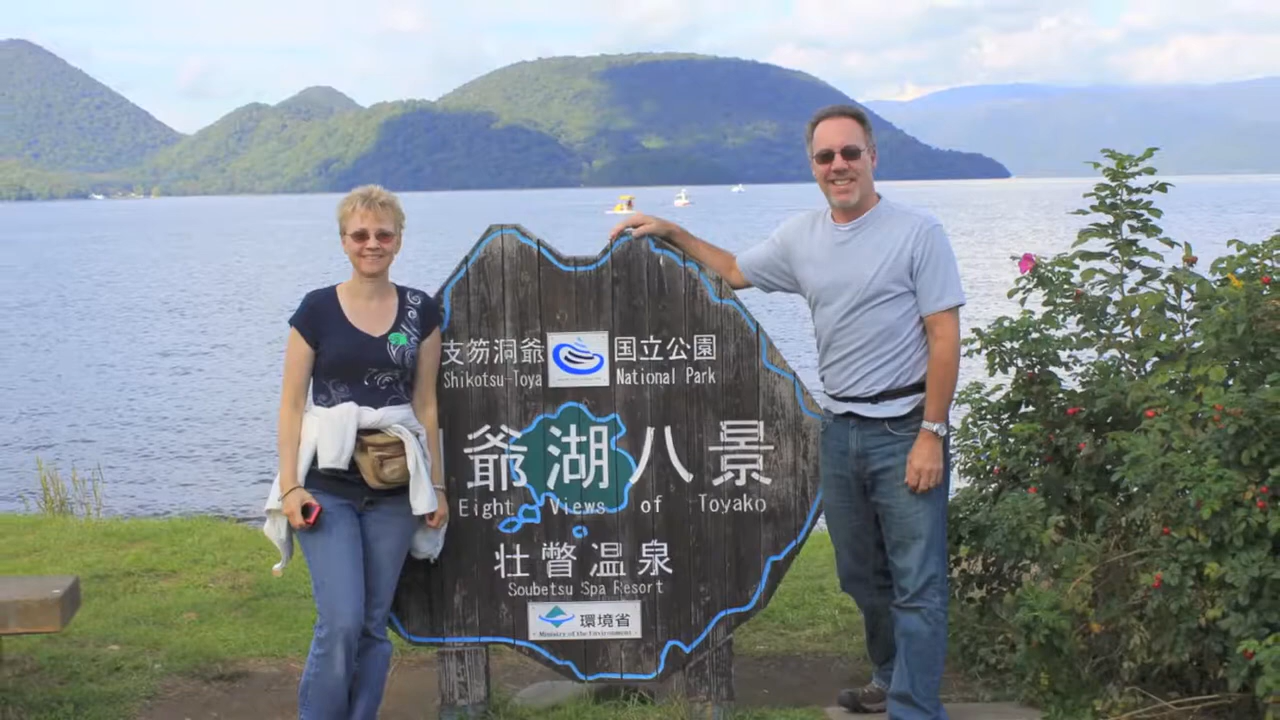 支笏洞爺 国立公園
Shikotsu-Toya National Park
爺湖八景
Eight Views of Toyako
壮瞥温泉
Soubetsu Spa Resort
環境省
Ministry of the Environment